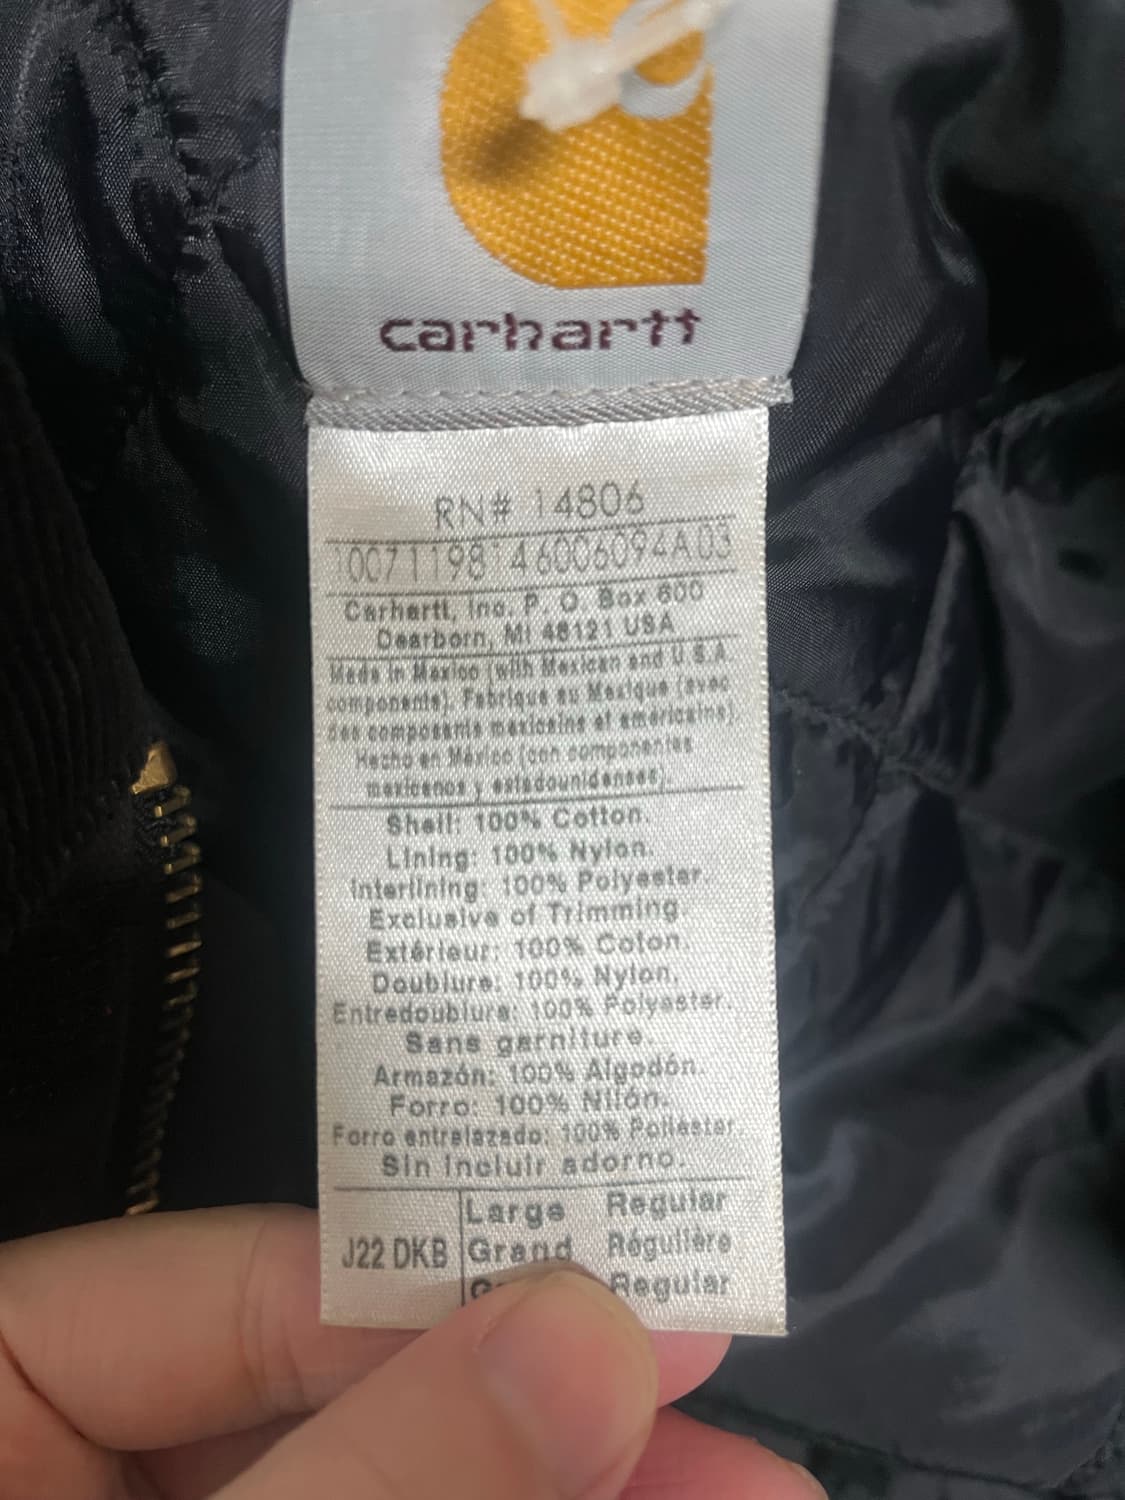 carhartt
RN# 14806
10071198146006094A03
Carhartt, Inc. P. O. Box 600
Dearborn, MI 48121 USA
Made in Mexico (with Mexican and U.S.A.
components). Fabriqué au Mexique (avec
des composants mexicains et américains).
Hecho en México (con componentes
mexicanos y estadounidenses).
Shell: 100% Cotton.
Lining: 100% Nylon.
Interlining: 100% Polyester.
Exclusive of Trimming.
Extérieur: 100% Coton.
Doublure: 100% Nylon.
Entredoublure: 100% Polyester.
Sans garniture.
Armazón: 100% Algodón.
Forro: 100% Nilón.
Forro entrelazado: 100% Poliéster.
Sin incluir adorno.
Large Regular
J22 DKB Grand Régulière
Regular